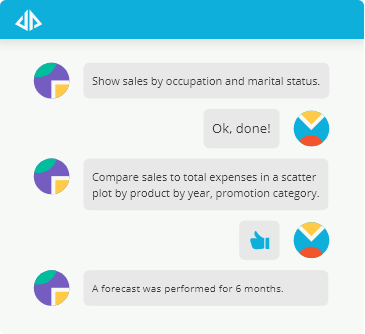 Show sales by occupation and marital status.
Ok, done!
Compare sales to total expenses in a scatter
plot by product by year, promotion category.
A forecast was performed for 6 months.